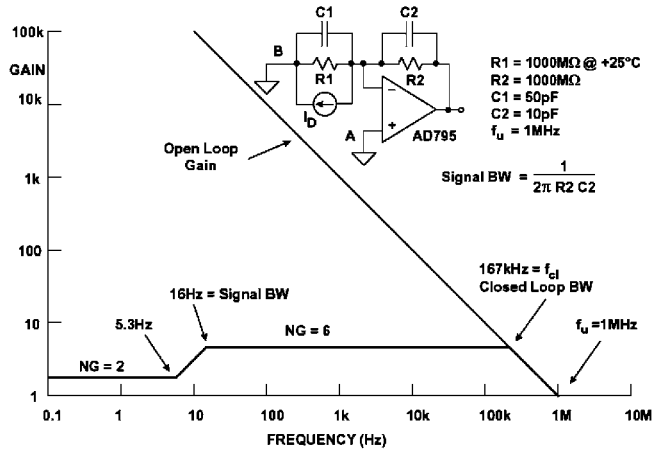 100k
GAIN
10k
1k
100
10
1
0.1
1
10
100
1k
10k
100k
1M
10M
FREQUENCY (Hz)
C1
C2
B
R1
R2
I_D
A
AD795
R1 = 1000MΩ @ +25°C
R2 = 1000MΩ
C1 = 50pF
C2 = 10pF
f_u = 1MHz
Signal BW = 1 / 2π R2 C2
Open Loop
Gain
167kHz = f_cl
Closed Loop BW
f_u =1MHz
16Hz = Signal BW
5.3Hz
NG = 2
NG = 6